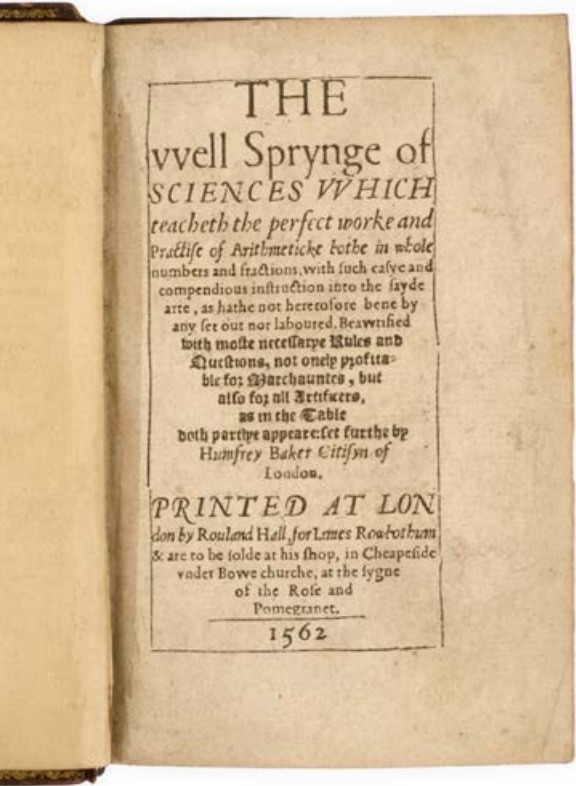 THE
vvell Sprynge of
SCIENCES VVHICH
teacheth the perfect worke and
Practise of Arithmeticke bothe in whole
numbers and fractions, with such easye and
compendious instruction into the sayde
arte, as hathe not heretofore bene by
any set out nor laboured. Beawtified
with moste necessarye Rules and
Questions, not onely profita-
ble for Marchauntes, but
also for all Artificers,
as in the Table
doth partlye appeare: set furthe by
Humfrey Baker Citisyn of
London.
PRINTED AT LON
don by Rouland Hall, for Iames Rowbothum
& are to be solde at his shop, in Cheapeside
vnder Bowe churche, at the sygne
of the Rose and
Pomegranet.
1562